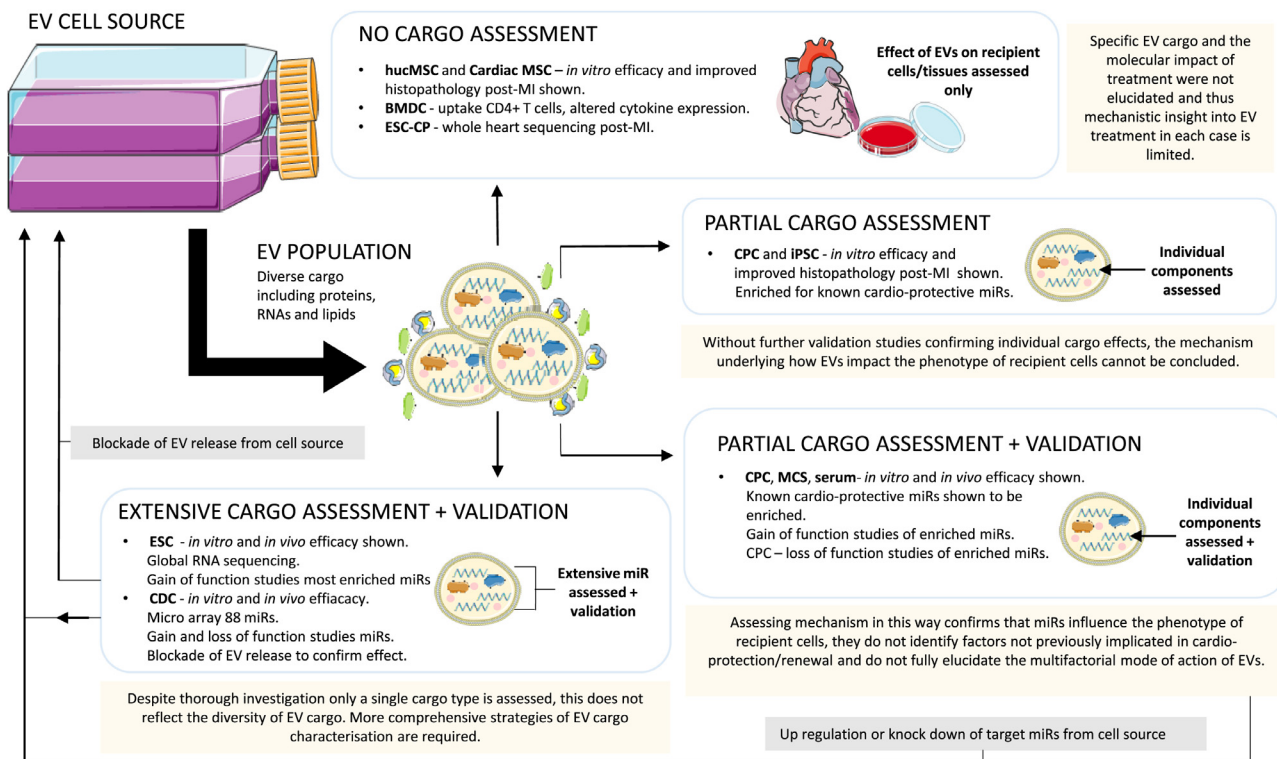 EV CELL SOURCE
NO CARGO ASSESSMENT
• hucMSC and Cardiac MSC – in vitro efficacy and improved
histopathology post-MI shown.
• BMDC - uptake CD4+ T cells, altered cytokine expression.
• ESC-CP - whole heart sequencing post-MI.
Effect of EVs on recipient
cells/tissues assessed
only
Specific EV cargo and the
molecular impact of
treatment were not
elucidated and thus
mechanistic insight into EV
treatment in each case is
limited.
EV POPULATION
Diverse cargo
including proteins,
RNAs and lipids
PARTIAL CARGO ASSESSMENT
• CPC and iPSC - in vitro efficacy and
improved histopathology post-MI shown.
Enriched for known cardio-protective miRs.
Individual
components
assessed
Without further validation studies confirming individual cargo effects, the mechanism
underlying how EVs impact the phenotype of recipient cells cannot be concluded.
Blockade of EV release from cell source
PARTIAL CARGO ASSESSMENT + VALIDATION
• CPC, MCS, serum- in vitro and in vivo efficacy shown.
Known cardio-protective miRs shown to be
enriched.
Gain of function studies of enriched miRs.
CPC – loss of function studies of enriched miRs.
Individual
components
assessed +
validation
EXTENSIVE CARGO ASSESSMENT + VALIDATION
• ESC - in vitro and in vivo efficacy shown.
Global RNA sequencing.
Gain of function studies most enriched miRs
• CDC - in vitro and in vivo effiacacy.
Micro array 88 miRs.
Gain and loss of function studies miRs.
Blockade of EV release to confirm effect.
Extensive miR
assessed +
validation
Assessing mechanism in this way confirms that miRs influence the phenotype of
recipient cells, they do not identify factors not previously implicated in cardio-
protection/renewal and do not fully elucidate the multifactorial mode of action of EVs.
Despite thorough investigation only a single cargo type is assessed, this does not
reflect the diversity of EV cargo. More comprehensive strategies of EV cargo
characterisation are required.
Up regulation or knock down of target miRs from cell source